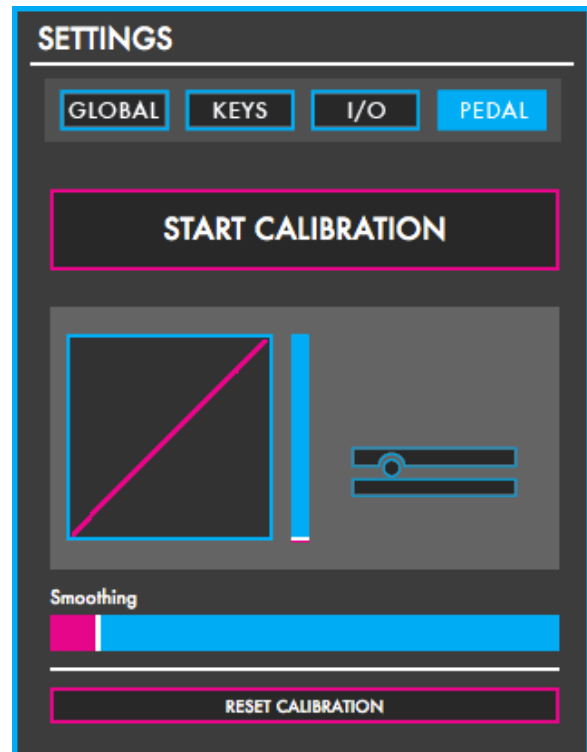 SETTINGS
GLOBAL KEYS I/O PEDAL
START CALIBRATION
Smoothing
RESET CALIBRATION